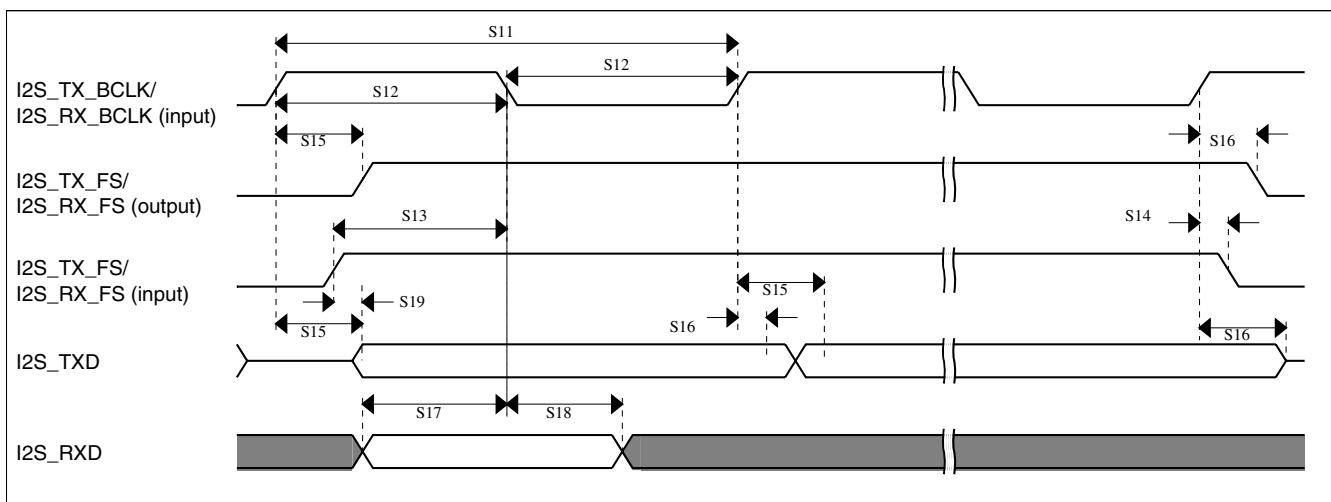 S11
I2S_TX_BCLK/
I2S_RX_BCLK (input)
S12
S12
S15
S16
I2S_TX_FS/
I2S_RX_FS (output)
S13
S14
I2S_TX_FS/
I2S_RX_FS (input)
S15
S19
S15
S16
S16
I2S_TXD
S17
S18
I2S_RXD